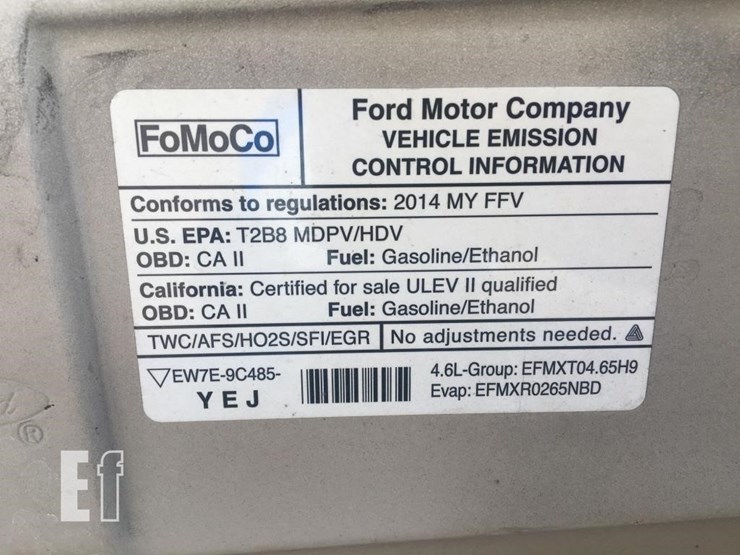 FoMoCo
Ford Motor Company
VEHICLE EMISSION
CONTROL INFORMATION
Conforms to regulations: 2014 MY FFV
U.S. EPA: T2B8 MDPV/HDV
OBD: CA II Fuel: Gasoline/Ethanol
California: Certified for sale ULEV II qualified
OBD: CA II Fuel: Gasoline/Ethanol
TWC/AFS/HO2S/SFI/EGR No adjustments needed.
EW7E-9C485-
YEJ
4.6L-Group: EFMXT04.65H9
Evap: EFMXR0265NBD
®
Ef